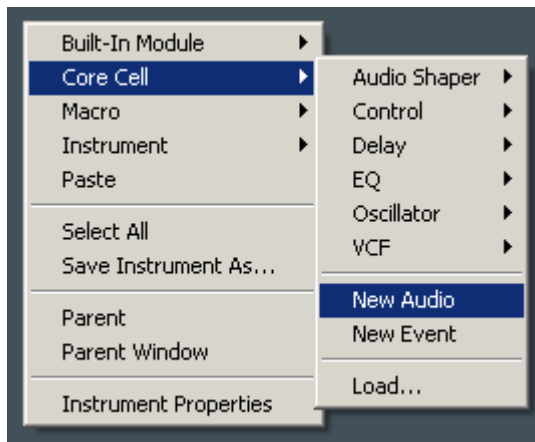 Built-In Module
Core Cell
Macro
Instrument
Paste
Select All
Save Instrument As...
Parent
Parent Window
Instrument Properties
Audio Shaper
Control
Delay
EQ
Oscillator
VCF
New Audio
New Event
Load...